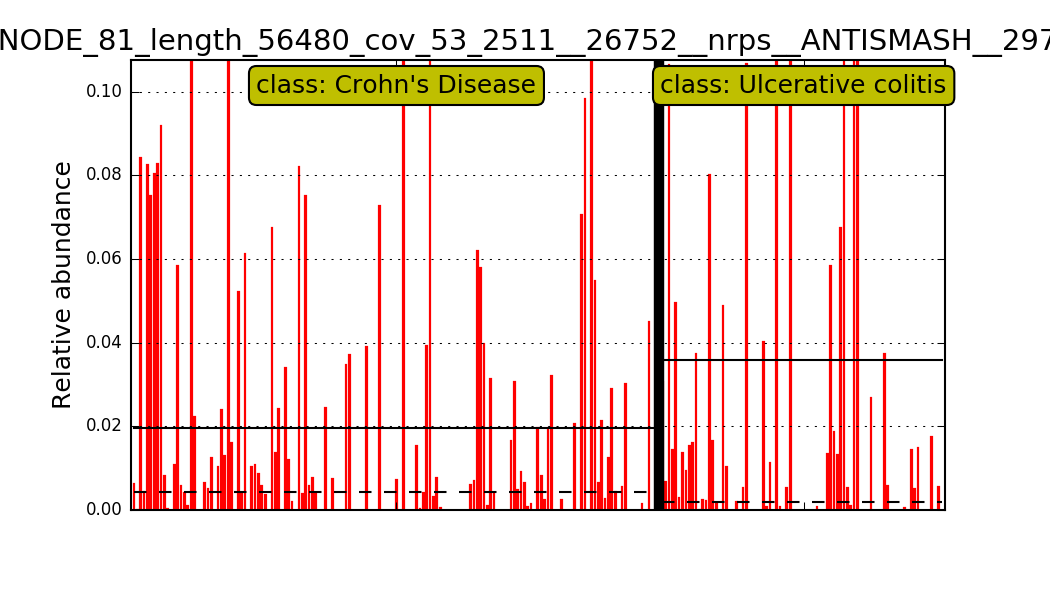 NODE_81_length_56480_cov_53_2511__26752__nrps__ANTISMASH__297
class: Crohn's Disease
class: Ulcerative colitis
Relative abundance
0.10
0.08
0.06
0.04
0.02
0.00